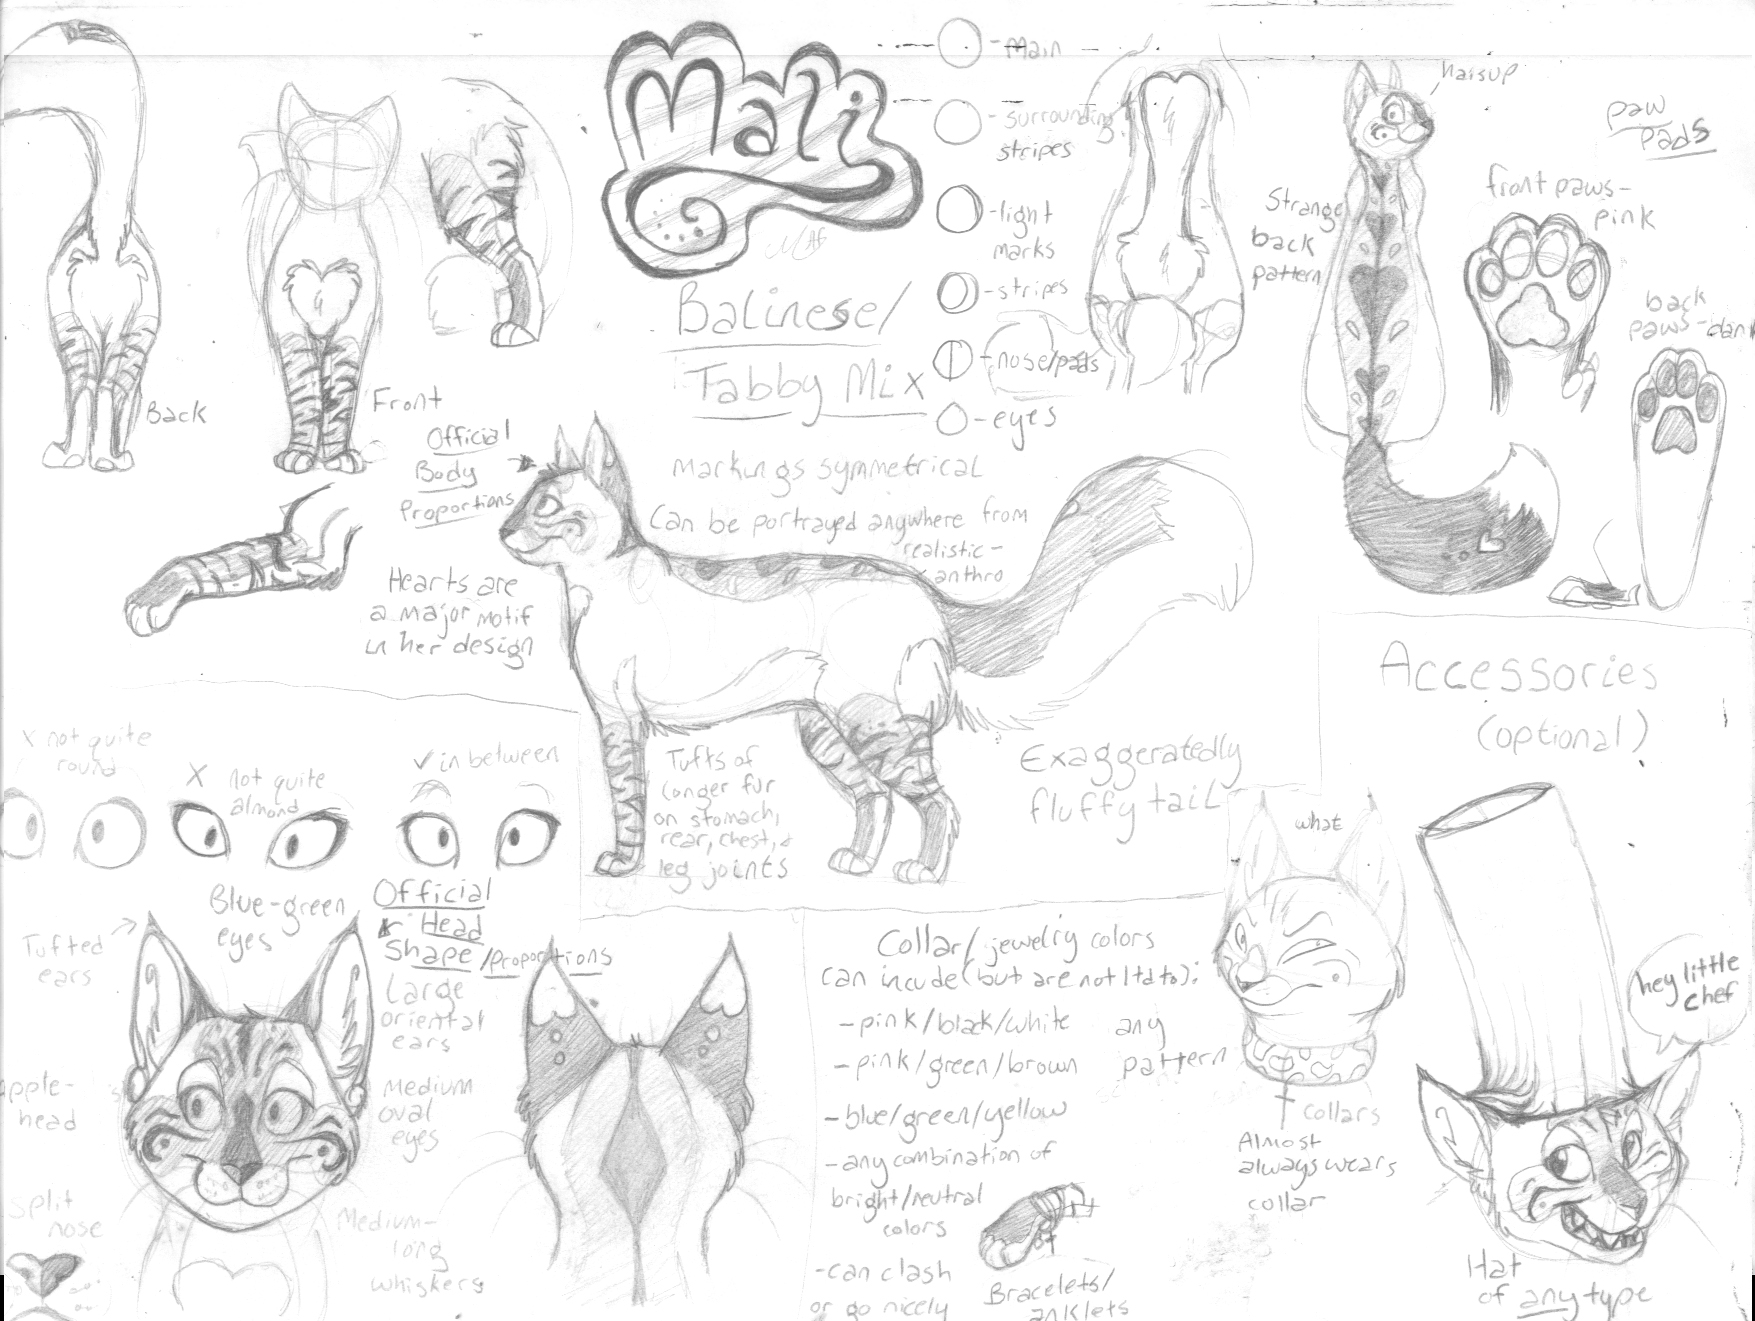 Mali
Balinese/
Tabby Mix
-Main
-surrounding
stripes
-light
marks
-stripes
-nose/pads
-eyes
Back
Front
hairsup
Strange
back
pattern
paw
pads
front paws-
pink
back
paws-dark
Official
Body
Proportions
markings symmetrical
Can be portrayed anywhere from
realistic-
anthro
Hearts are
a major motif
in her design
Tufts of
longer fur
on stomach,
rear, chest, &
leg joints
Exaggeratedly
fluffy tail
X not quite
round
X not quite
almond
✓ in between
Blue-green
eyes
Official
Head
Shape/proportions
Tufted
ears
Large
oriental
ears
Apple-
head
Medium
oval
eyes
split
nose
Medium-
long
whiskers
Collar/jewelry colors
can incude (but are not ltd to):
-pink/black/white
-pink/green/brown
any
pattern
-blue/green/yellow
-any combination of
bright/neutral
colors
-can clash
or go nicely
Bracelets/
anklets
Accessories
(optional)
what
collars
Almost
always wears
collar
hey little
chef
Hat
of any type